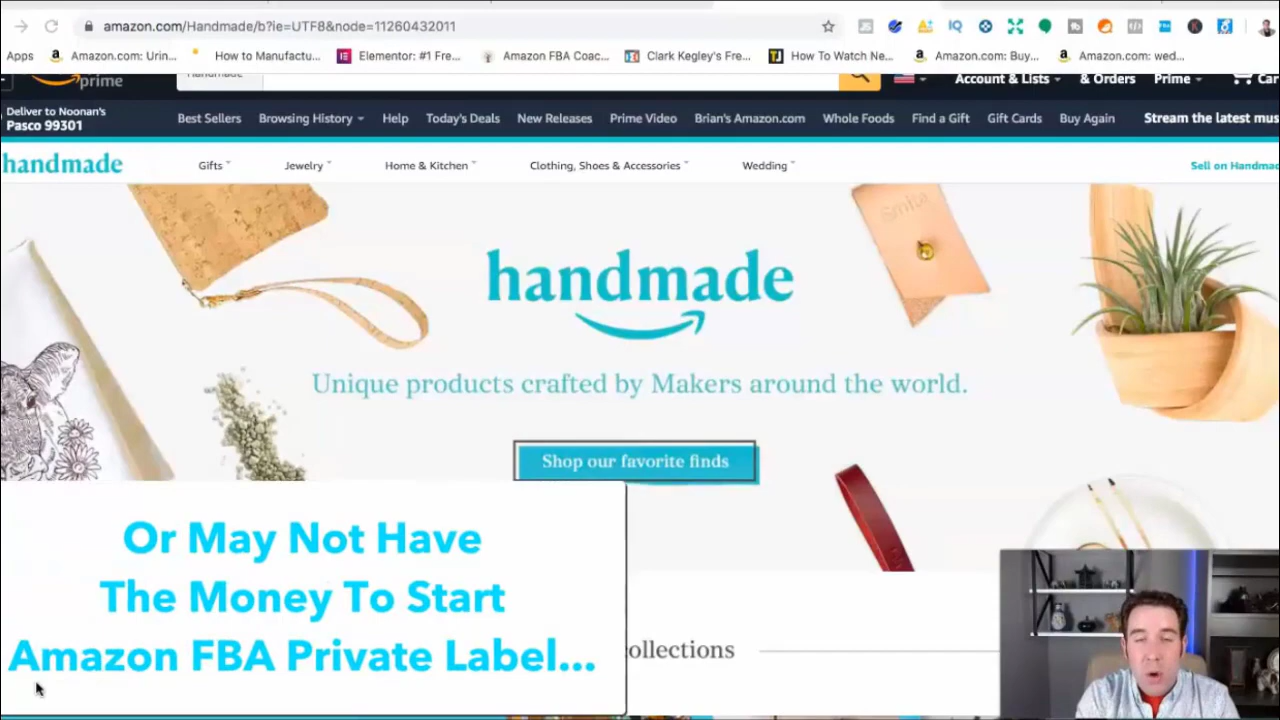 amazon.com/Handmade/b?ie=UTF8&node=11260432011
Apps Amazon.com: Urin... How to Manufactu... Elementor: #1 Fre... Amazon FBA Coac... Clark Kegley's Fre... How To Watch Ne... Amazon.com: Buy... Amazon.com: wed...
prime Handmade Account & Lists & Orders Prime Car
Deliver to Noonan's
Pasco 99301 Best Sellers Browsing History Help Today's Deals New Releases Prime Video Brian's Amazon.com Whole Foods Find a Gift Gift Cards Buy Again Stream the latest mus
handmade Gifts Jewelry Home & Kitchen Clothing, Shoes & Accessories Wedding Sell on Handmad
Smith
handmade
Unique products crafted by Makers around the world.
Shop our favorite finds
Or May Not Have
The Money To Start
Amazon FBA Private Label...
ollections